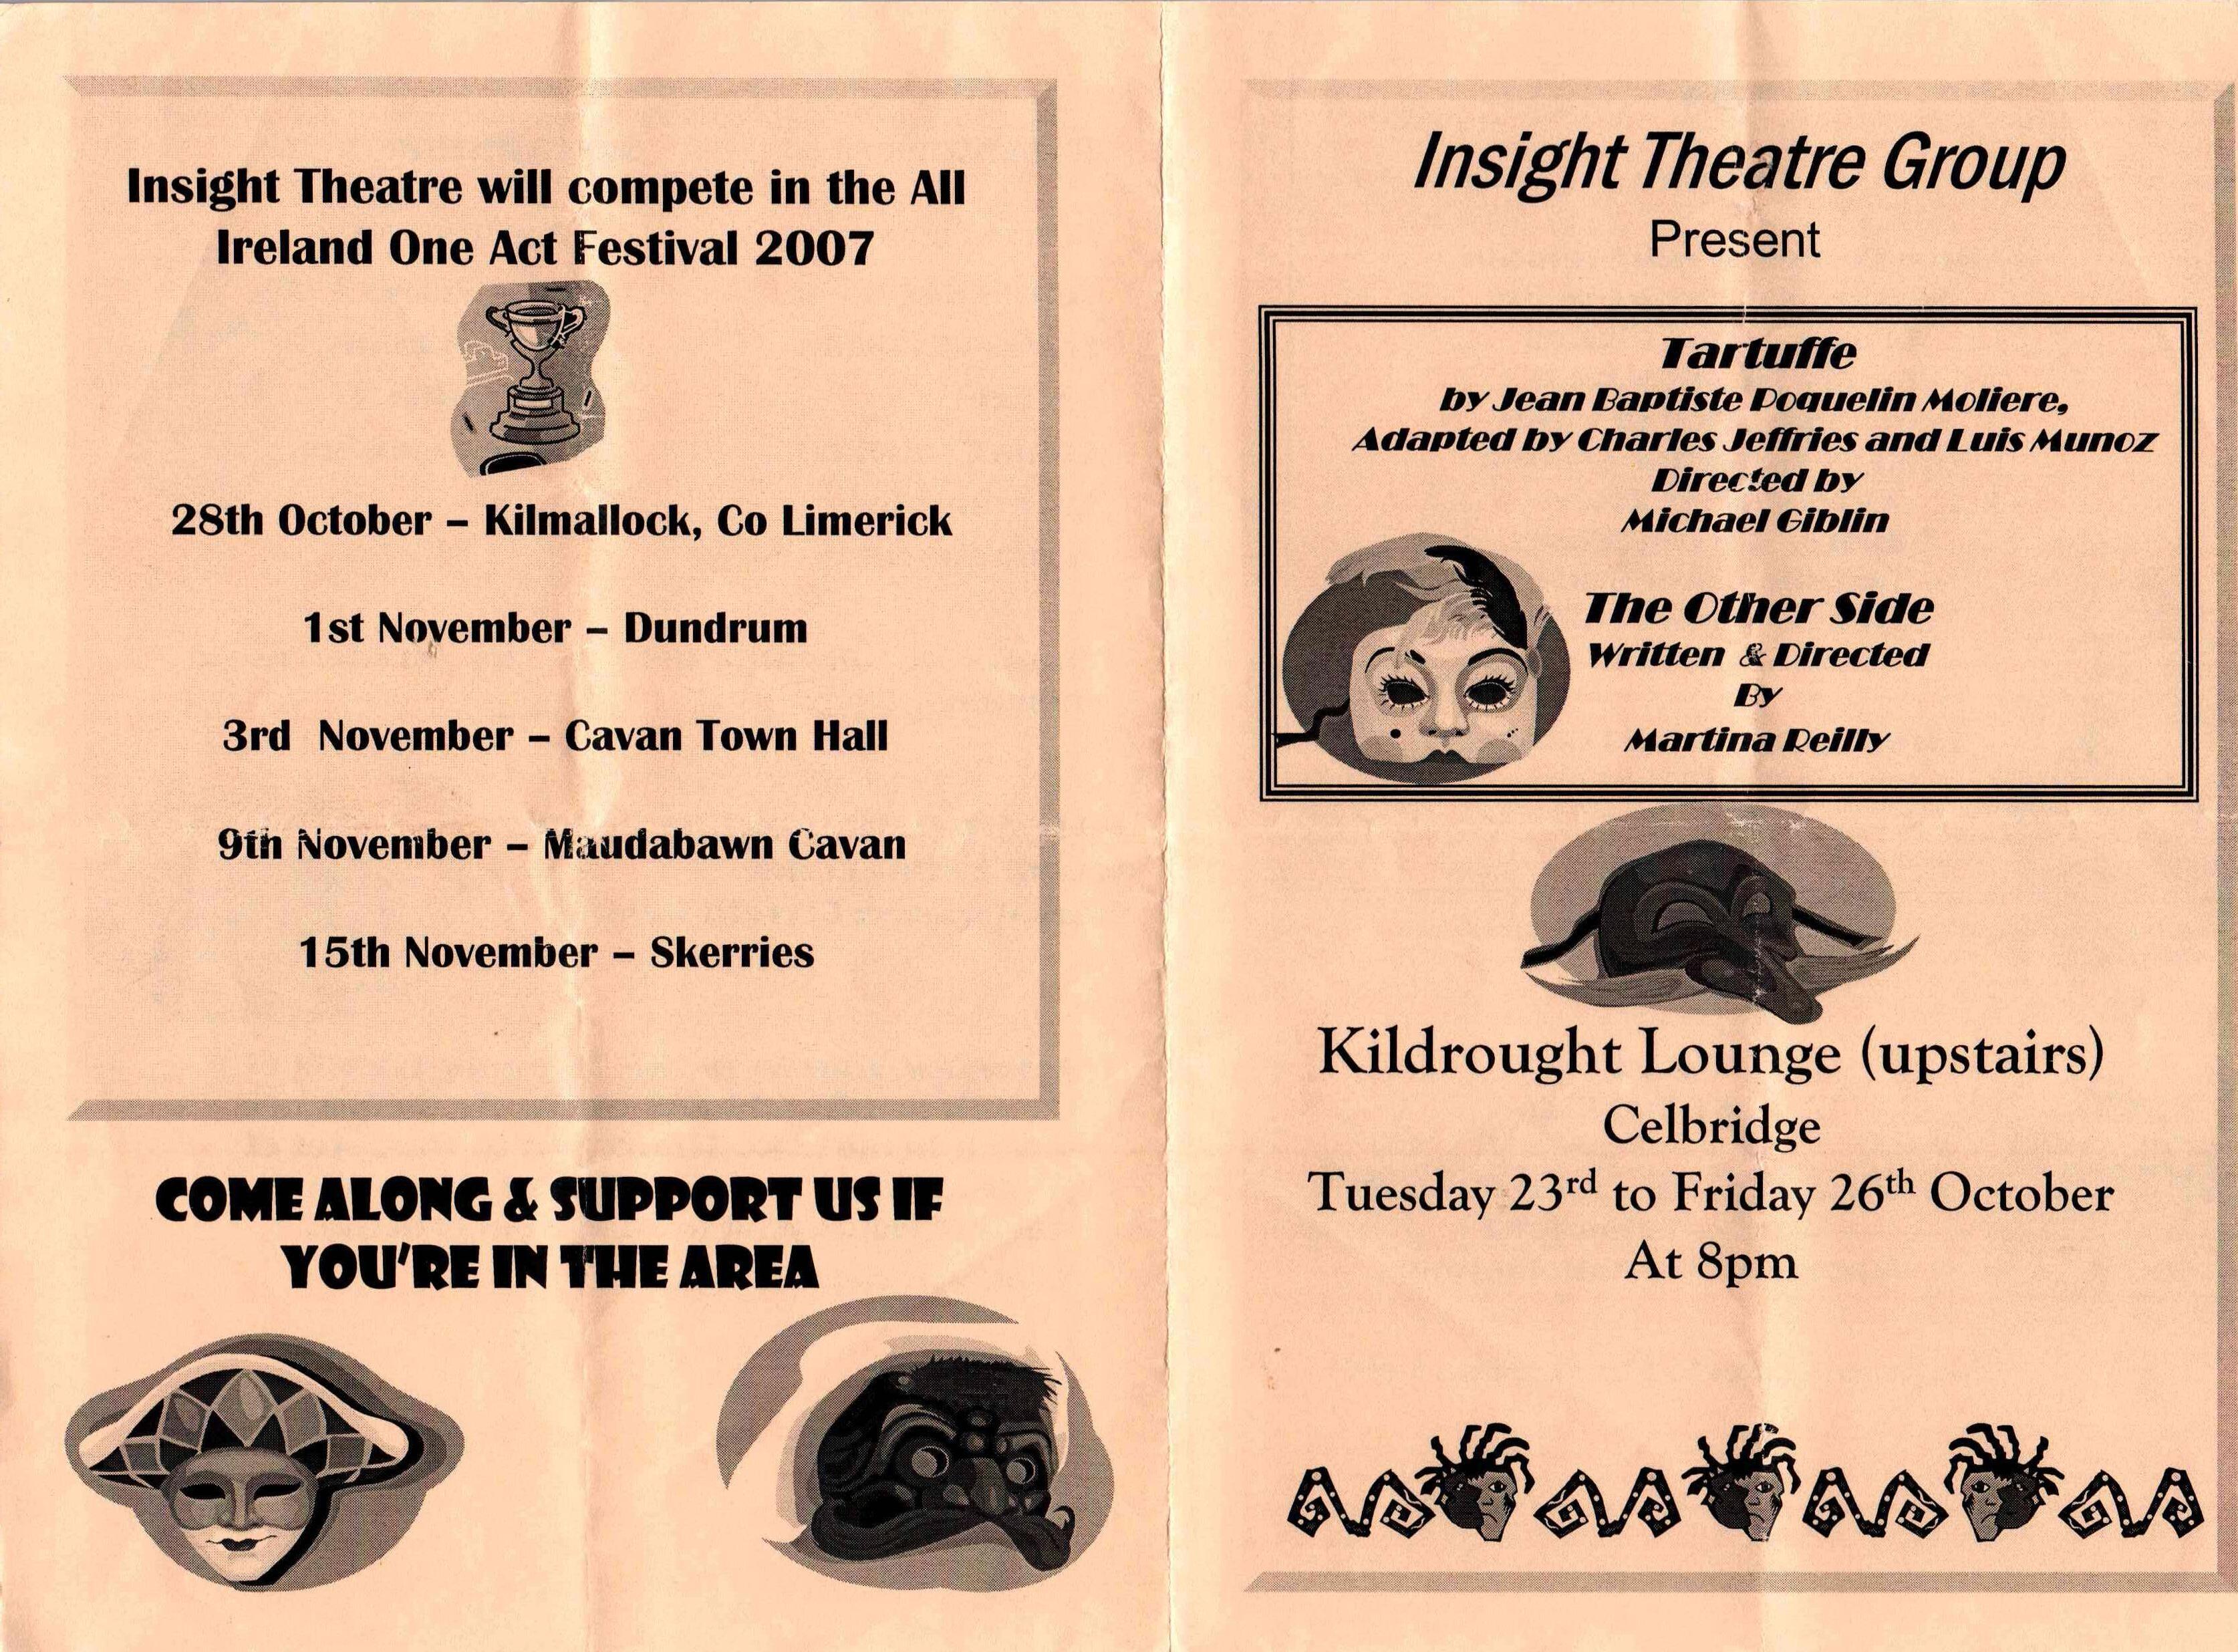 Insight Theatre will compete in the All
Ireland One Act Festival 2007
28th October – Kilmallock, Co Limerick
1st November – Dundrum
3rd November – Cavan Town Hall
9th November – Maudabawn Cavan
15th November – Skerries
COME ALONG & SUPPORT US IF
YOU'RE IN THE AREA
Insight Theatre Group
Present
Tartuffe
by Jean Baptiste Poquelin Moliere,
Adapted by Charles Jeffries and Luis Munoz
Directed by
Michael Giblin
The Other Side
Written & Directed
By
Martina Reilly
Kildrought Lounge (upstairs)
Celbridge
Tuesday 23rd to Friday 26th October
At 8pm